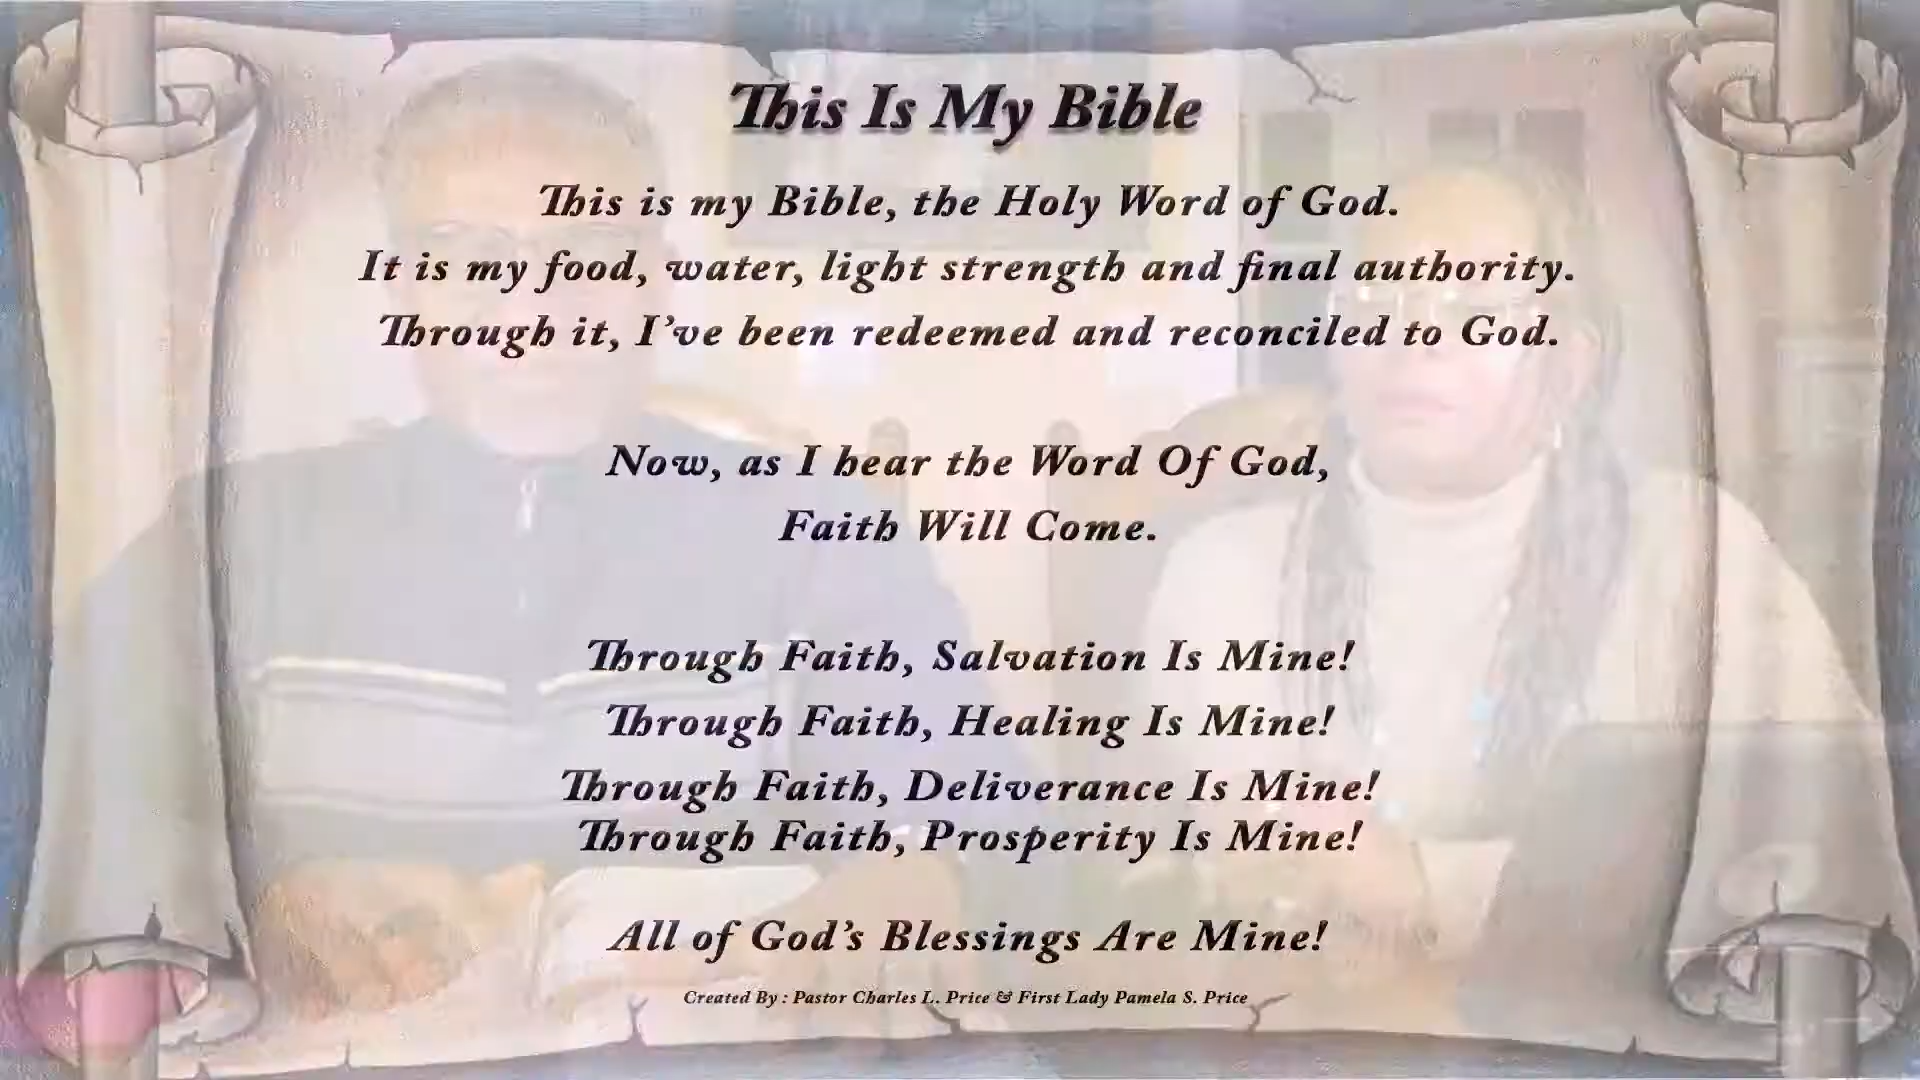 This Is My Bible
This is my Bible, the Holy Word of God.
It is my food, water, light strength and final authority.
Through it, I've been redeemed and reconciled to God.
Now, as I hear the Word Of God,
Faith Will Come.
Through Faith, Salvation Is Mine!
Through Faith, Healing Is Mine!
Through Faith, Deliverance Is Mine!
Through Faith, Prosperity Is Mine!
All of God's Blessings Are Mine!
Created By : Pastor Charles L. Price & First Lady Pamela S. Price